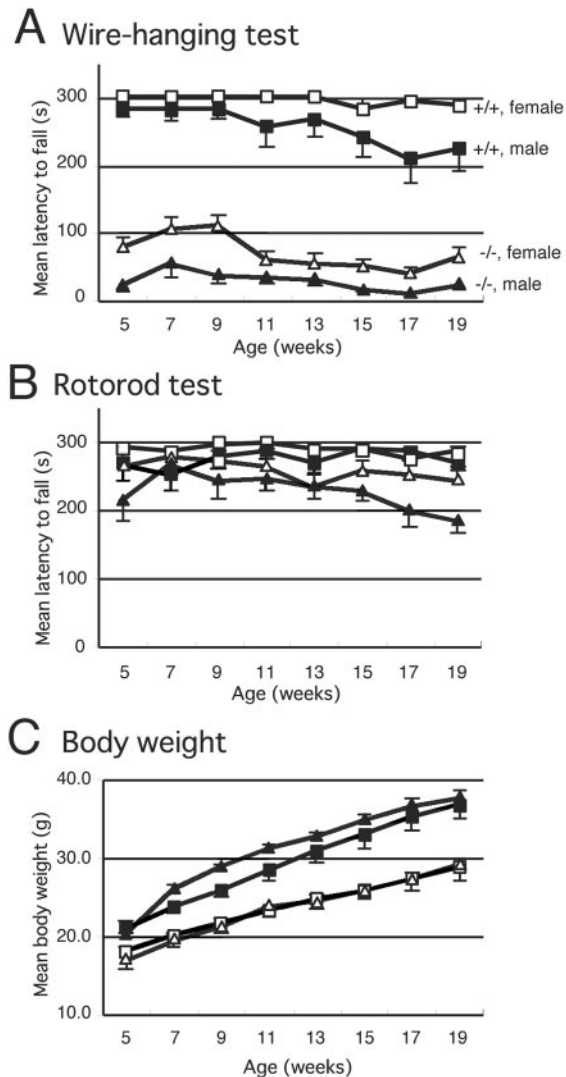 A Wire-hanging test
Mean latency to fall (s)
300
200
100
0
+/+, female
+/+, male
-/-, female
-/-, male
5 7 9 11 13 15 17 19
Age (weeks)
B Rotorod test
Mean latency to fall (s)
300
200
100
0
5 7 9 11 13 15 17 19
Age (weeks)
C Body weight
Mean body weight (g)
40.0
30.0
20.0
10.0
5 7 9 11 13 15 17 19
Age (weeks)